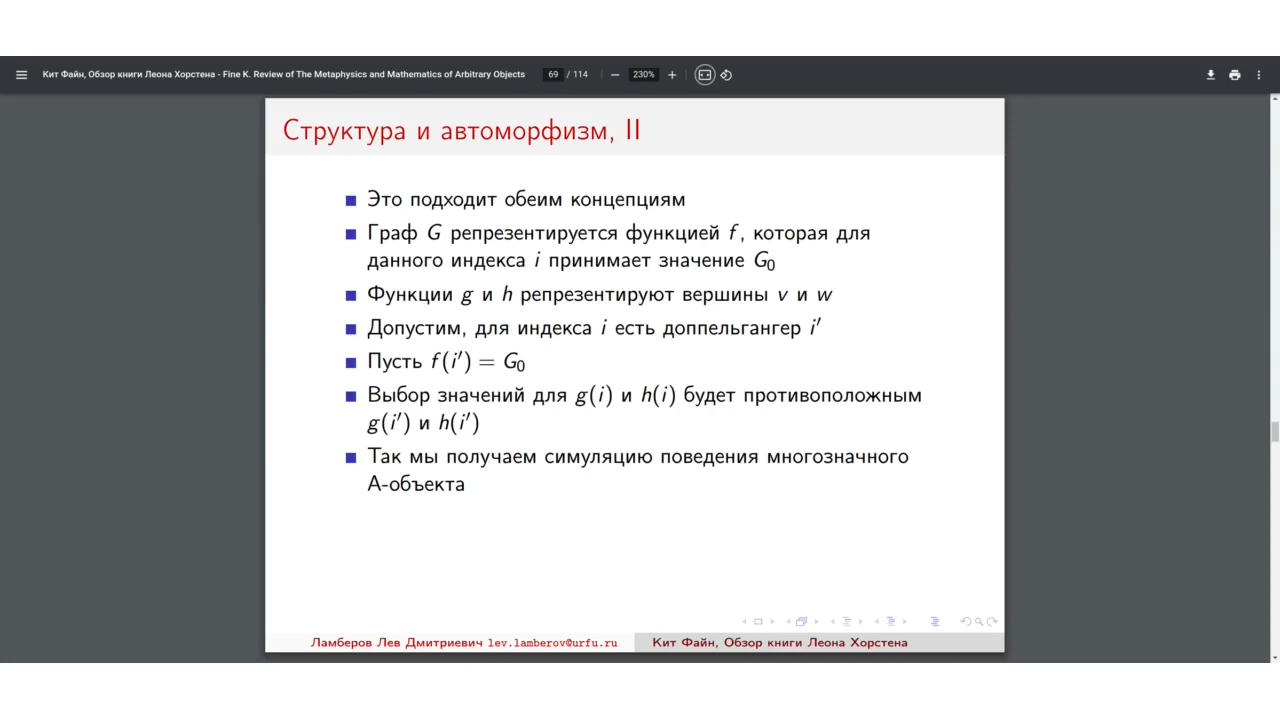 Кит Файн, Обзор книги Леона Хорстена - Fine K. Review of The Metaphysics and Mathematics of Arbitrary Objects 69 / 114 230%
Структура и автоморфизм, II
Это подходит обеим концепциям
Граф G репрезентируется функцией f, которая для
данного индекса i принимает значение G₀
Функции g и h репрезентируют вершины v и w
Допустим, для индекса i есть доппельгангер i′
Пусть f(i′) = G₀
Выбор значений для g(i) и h(i) будет противоположным
g(i′) и h(i′)
Так мы получаем симуляцию поведения многозначного
А-объекта
Ламберов Лев Дмитриевич lev.lamberov@urfu.ru Кит Файн, Обзор книги Леона Хорстена